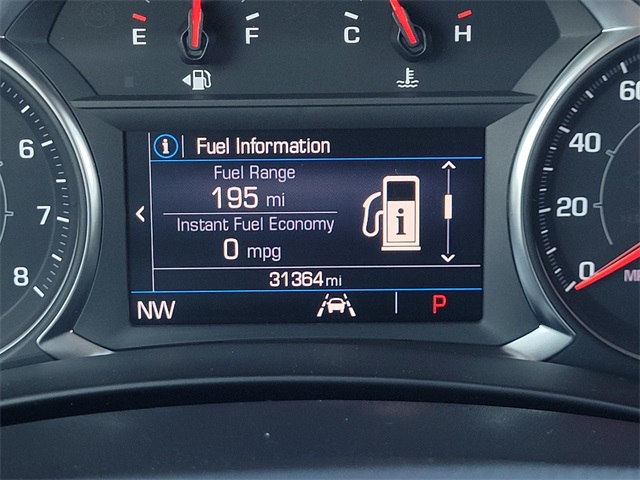 E F C H
i Fuel Information
Fuel Range
195 mi
Instant Fuel Economy
0 mpg
i
31364 mi
NW P
6
7
8
60
40
20
0